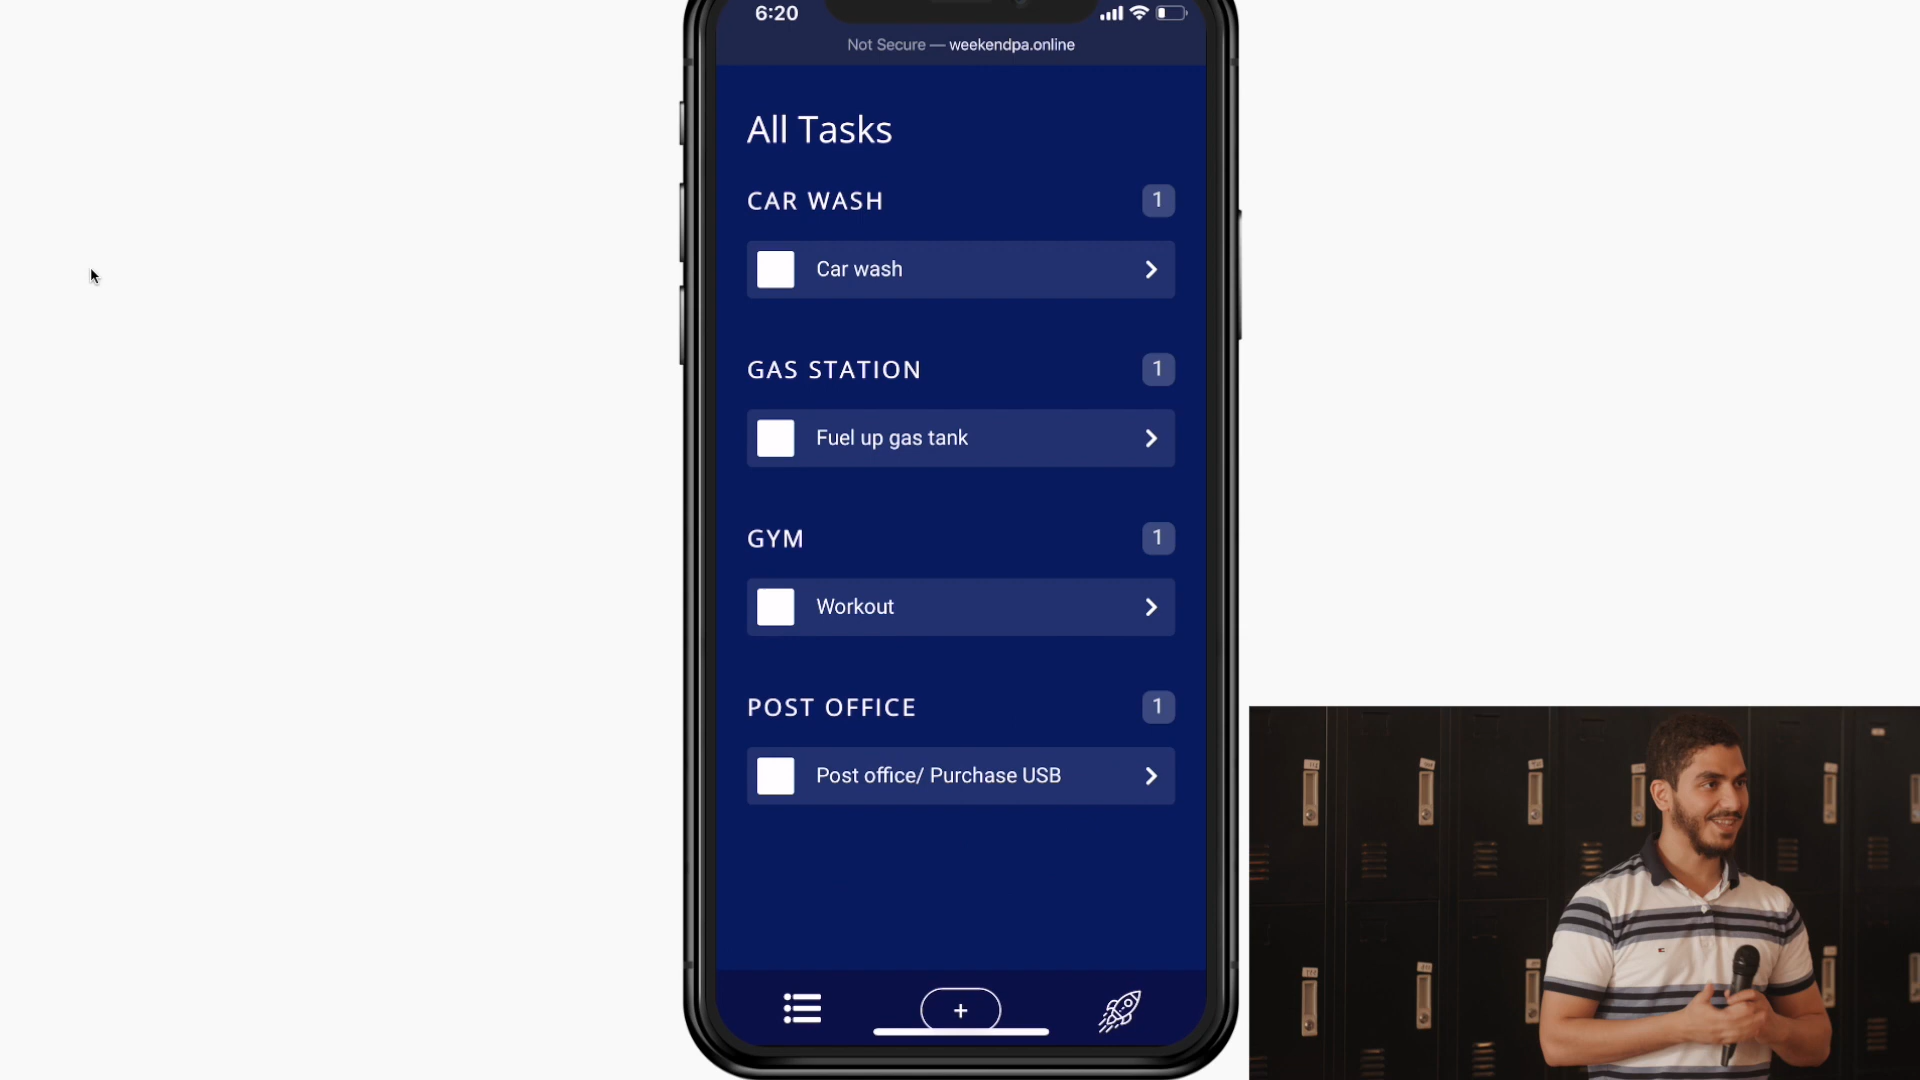 6:20
Not Secure — weekendpa.online
All Tasks
CAR WASH 1
Car wash
GAS STATION 1
Fuel up gas tank
GYM 1
Workout
POST OFFICE 1
Post office/ Purchase USB
+